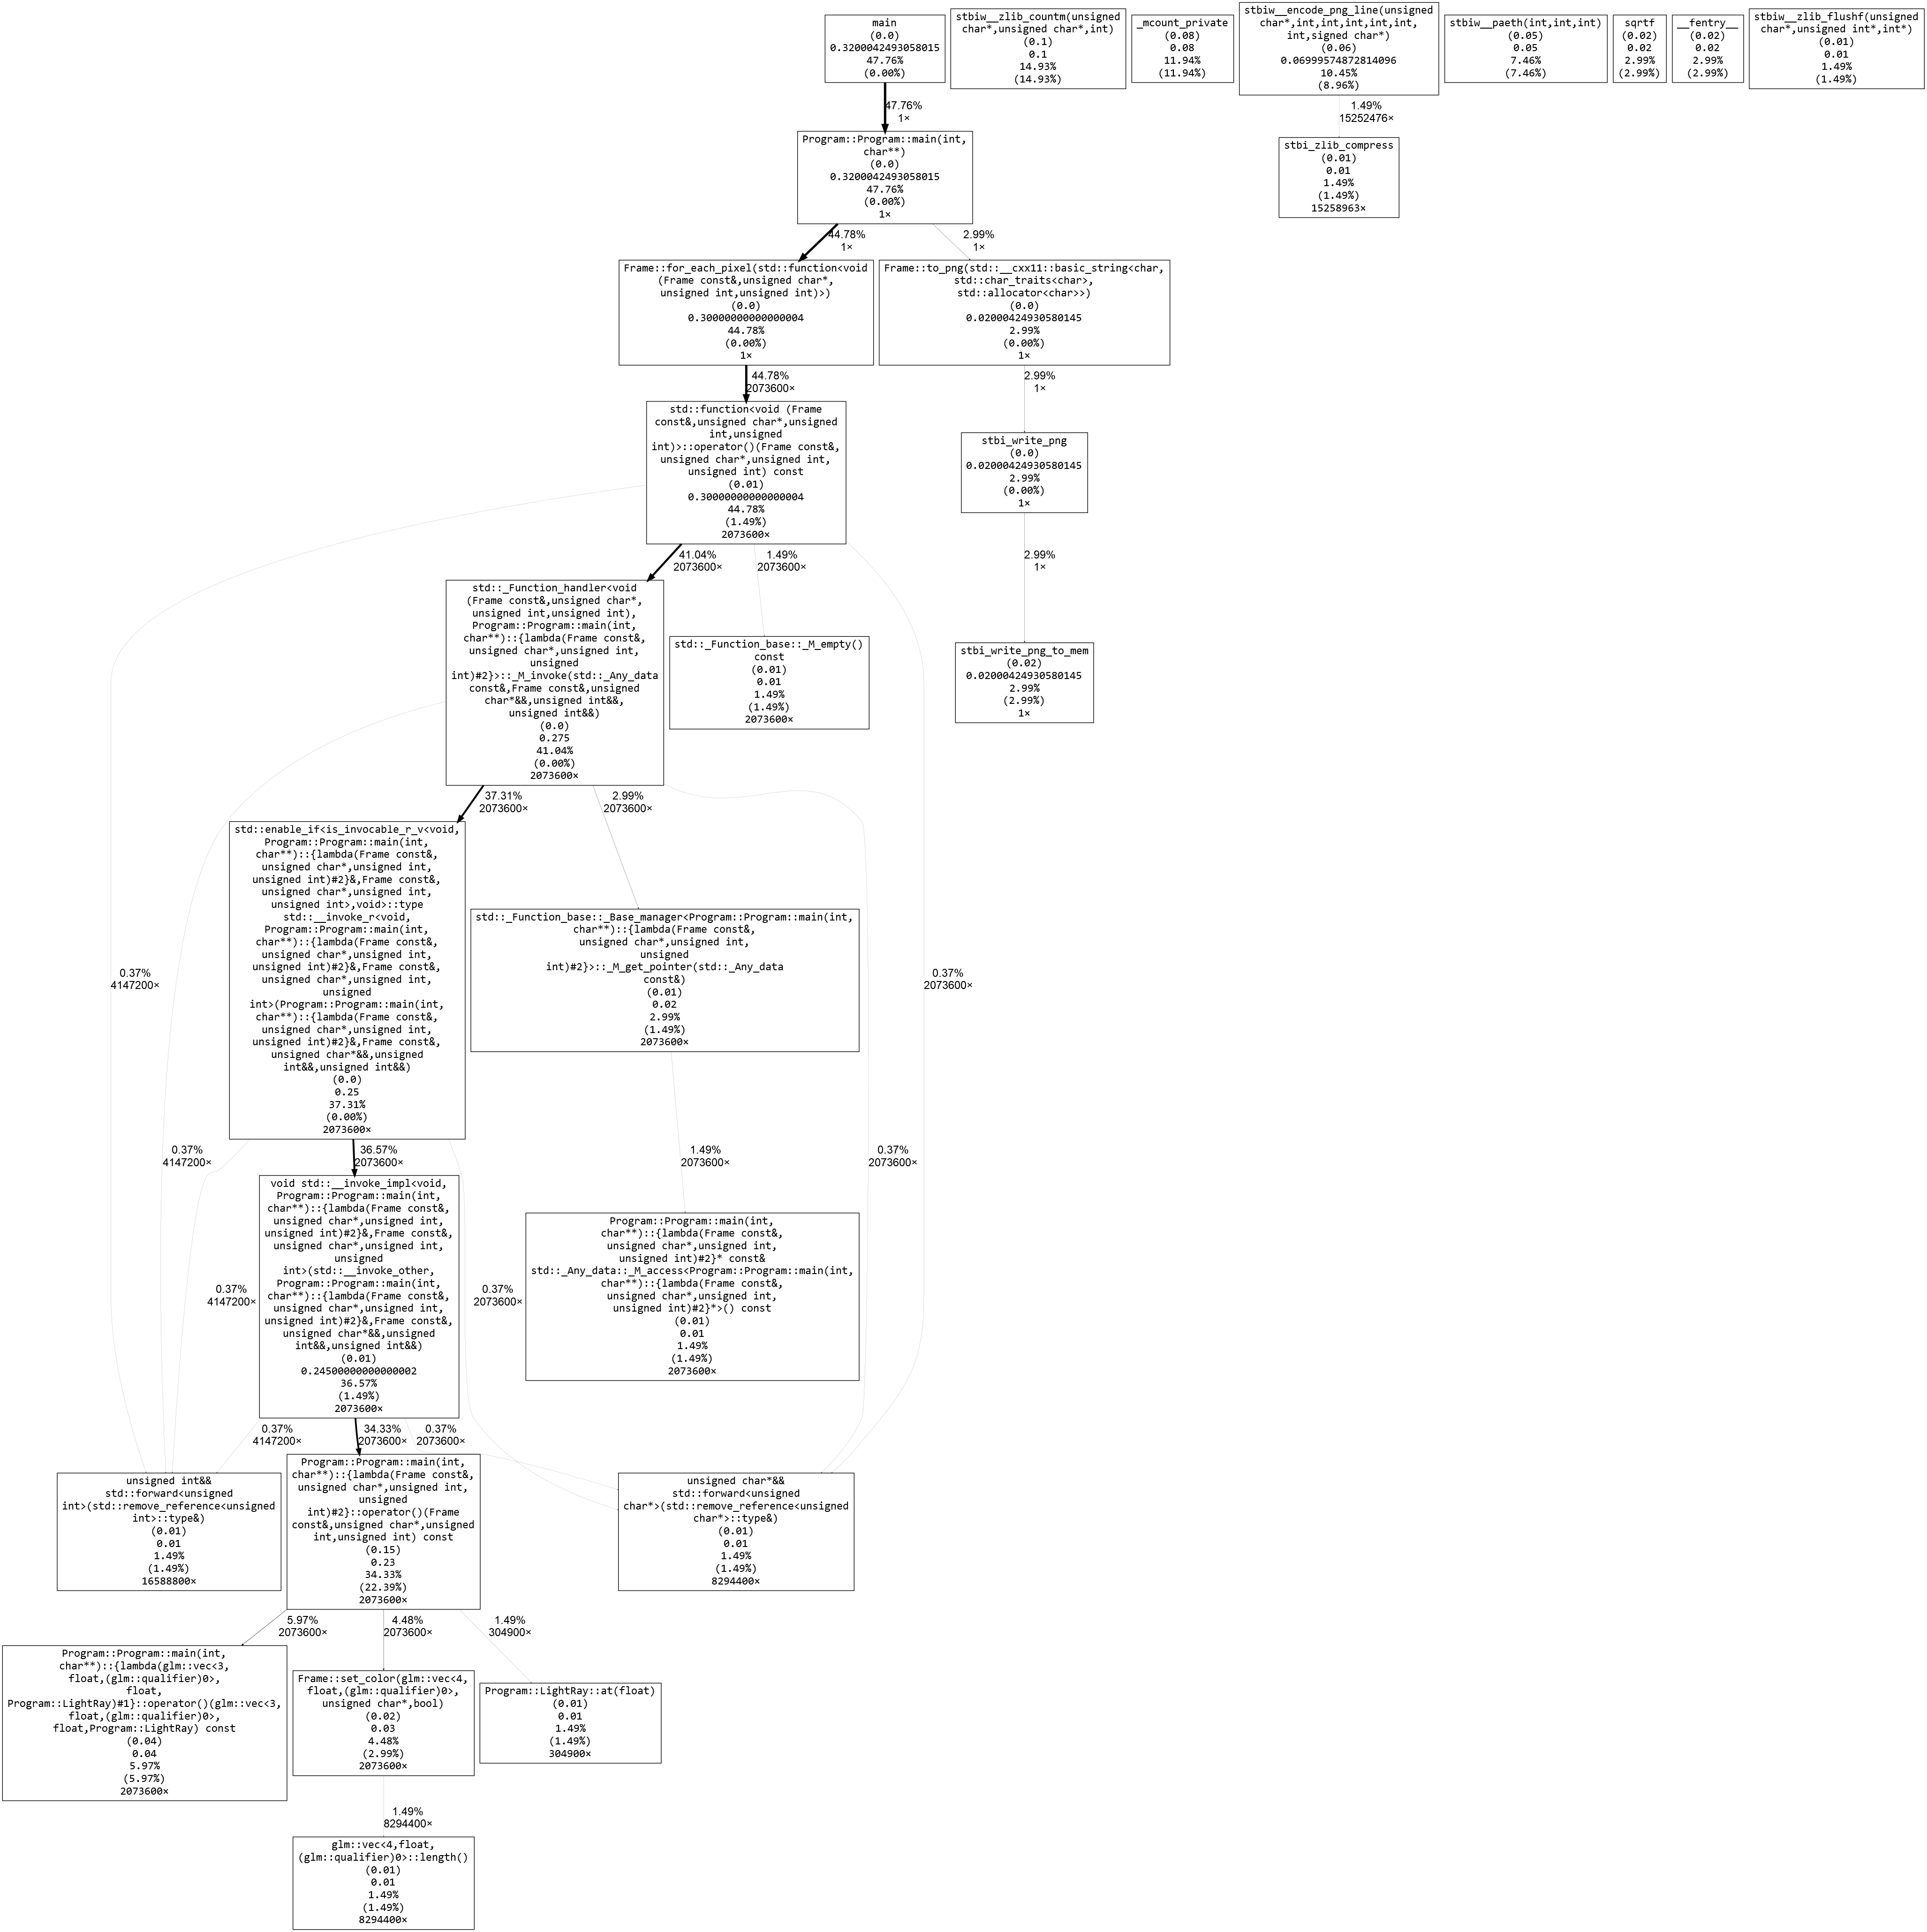 main
(0.0)
0.3200042493058015
47.76%
(0.00%)
stbiw__zlib_countm(unsigned
char*,unsigned char*,int)
(0.1)
0.1
14.93%
(14.93%)
_mcount_private
(0.08)
0.08
11.94%
(11.94%)
stbiw__encode_png_line(unsigned
char*,int,int,int,int,int,
int,signed char*)
(0.06)
0.06999574872814096
10.45%
(8.96%)
stbiw__paeth(int,int,int)
(0.05)
0.05
7.46%
(7.46%)
sqrtf
(0.02)
0.02
2.99%
(2.99%)
__fentry__
(0.02)
0.02
2.99%
(2.99%)
stbiw__zlib_flushf(unsigned
char*,unsigned int*,int*)
(0.01)
0.01
1.49%
(1.49%)
47.76%
1×
1.49%
15252476×
Program::Program::main(int,
char**)
(0.0)
0.3200042493058015
47.76%
(0.00%)
1×
stbi_zlib_compress
(0.01)
0.01
1.49%
(1.49%)
15258963×
44.78%
1×
2.99%
1×
Frame::for_each_pixel(std::function<void
(Frame const&,unsigned char*,
unsigned int,unsigned int)>)
(0.0)
0.30000000000000004
44.78%
(0.00%)
1×
Frame::to_png(std::__cxx11::basic_string<char,
std::char_traits<char>,
std::allocator<char>>)
(0.0)
0.02000424930580145
2.99%
(0.00%)
1×
44.78%
2073600×
2.99%
1×
std::function<void (Frame
const&,unsigned char*,unsigned
int,unsigned
int)>::operator()(Frame const&,
unsigned char*,unsigned int,
unsigned int) const
(0.01)
0.30000000000000004
44.78%
(1.49%)
2073600×
stbi_write_png
(0.0)
0.02000424930580145
2.99%
(0.00%)
1×
41.04%
2073600×
1.49%
2073600×
2.99%
1×
std::_Function_handler<void
(Frame const&,unsigned char*,
unsigned int,unsigned int),
Program::Program::main(int,
char**)::{lambda(Frame const&,
unsigned char*,unsigned int,
unsigned
int)#2}>::_M_invoke(std::_Any_data
const&,Frame const&,unsigned
char*&&,unsigned int&&,
unsigned int&&)
(0.0)
0.275
41.04%
(0.00%)
2073600×
std::_Function_base::_M_empty()
const
(0.01)
0.01
1.49%
(1.49%)
2073600×
stbi_write_png_to_mem
(0.02)
0.02000424930580145
2.99%
(2.99%)
1×
37.31%
2073600×
2.99%
2073600×
std::enable_if<is_invocable_r_v<void,
Program::Program::main(int,
char**)::{lambda(Frame const&,
unsigned char*,unsigned int,
unsigned int)#2}&,Frame const&,
unsigned char*,unsigned int,
unsigned int>,void>::type
std::__invoke_r<void,
Program::Program::main(int,
char**)::{lambda(Frame const&,
unsigned char*,unsigned int,
unsigned int)#2}&,Frame const&,
unsigned char*,unsigned int,
unsigned
int>(Program::Program::main(int,
char**)::{lambda(Frame const&,
unsigned char*,unsigned int,
unsigned int)#2}&,Frame const&,
unsigned char*&&,unsigned
int&&,unsigned int&&)
(0.0)
0.25
37.31%
(0.00%)
2073600×
std::_Function_base::_Base_manager<Program::Program::main(int,
char**)::{lambda(Frame const&,
unsigned char*,unsigned int,
unsigned
int)#2}>::_M_get_pointer(std::_Any_data
const&)
(0.01)
0.02
2.99%
(1.49%)
2073600×
0.37%
4147200×
0.37%
2073600×
0.37%
4147200×
36.57%
2073600×
1.49%
2073600×
0.37%
2073600×
void std::__invoke_impl<void,
Program::Program::main(int,
char**)::{lambda(Frame const&,
unsigned char*,unsigned int,
unsigned int)#2}&,Frame const&,
unsigned char*,unsigned int,
unsigned
int>(std::__invoke_other,
Program::Program::main(int,
char**)::{lambda(Frame const&,
unsigned char*,unsigned int,
unsigned int)#2}&,Frame const&,
unsigned char*&&,unsigned
int&&,unsigned int&&)
(0.01)
0.24500000000000002
36.57%
(1.49%)
2073600×
0.37%
4147200×
0.37%
2073600×
Program::Program::main(int,
char**)::{lambda(Frame const&,
unsigned char*,unsigned int,
unsigned int)#2}* const&
std::_Any_data::_M_access<Program::Program::main(int,
char**)::{lambda(Frame const&,
unsigned char*,unsigned int,
unsigned int)#2}*>() const
(0.01)
0.01
1.49%
(1.49%)
2073600×
0.37%
4147200×
34.33%
2073600×
0.37%
2073600×
unsigned int&&
std::forward<unsigned
int>(std::remove_reference<unsigned
int>::type&)
(0.01)
0.01
1.49%
(1.49%)
16588800×
Program::Program::main(int,
char**)::{lambda(Frame const&,
unsigned char*,unsigned int,
unsigned
int)#2}::operator()(Frame
const&,unsigned char*,unsigned
int,unsigned int) const
(0.15)
0.23
34.33%
(22.39%)
2073600×
unsigned char*&&
std::forward<unsigned
char*>(std::remove_reference<unsigned
char*>::type&)
(0.01)
0.01
1.49%
(1.49%)
8294400×
5.97%
2073600×
4.48%
2073600×
1.49%
304900×
Program::Program::main(int,
char**)::{lambda(glm::vec<3,
float,(glm::qualifier)0>,
float,
Program::LightRay)#1}::operator()(glm::vec<3,
float,(glm::qualifier)0>,
float,Program::LightRay) const
(0.04)
0.04
5.97%
(5.97%)
2073600×
Frame::set_color(glm::vec<4,
float,(glm::qualifier)0>,
unsigned char*,bool)
(0.02)
0.03
4.48%
(2.99%)
2073600×
Program::LightRay::at(float)
(0.01)
0.01
1.49%
(1.49%)
304900×
1.49%
8294400×
glm::vec<4,float,
(glm::qualifier)0>::length()
(0.01)
0.01
1.49%
(1.49%)
8294400×